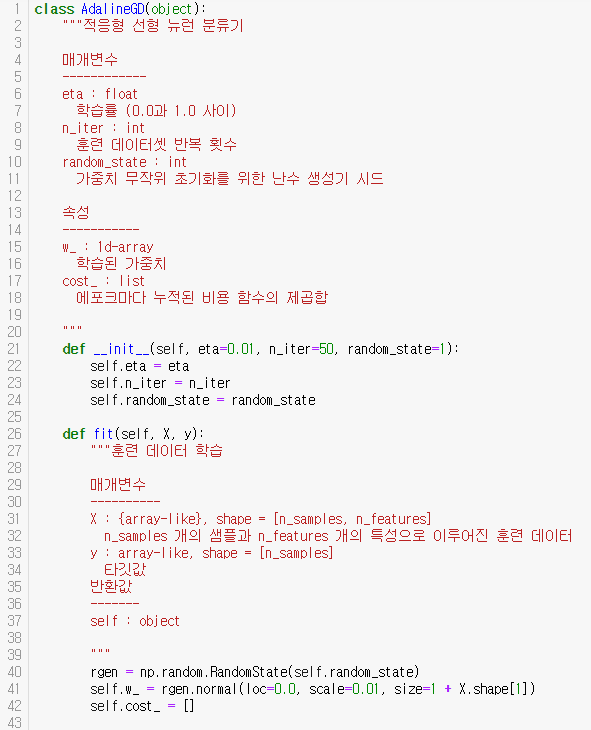 1 class AdalineGD(object):
2     """적응형 선형 뉴런 분류기
3
4     매개변수
5     ------------
6     eta : float
7       학습률 (0.0과 1.0 사이)
8     n_iter : int
9       훈련 데이터셋 반복 횟수
10     random_state : int
11       가중치 무작위 초기화를 위한 난수 생성기 시드
12
13     속성
14     -----------
15     w_ : 1d-array
16       학습된 가중치
17     cost_ : list
18       에포크마다 누적된 비용 함수의 제곱합
19
20     """
21     def __init__(self, eta=0.01, n_iter=50, random_state=1):
22         self.eta = eta
23         self.n_iter = n_iter
24         self.random_state = random_state
25
26     def fit(self, X, y):
27         """훈련 데이터 학습
28
29         매개변수
30         ----------
31         X : {array-like}, shape = [n_samples, n_features]
32           n_samples 개의 샘플과 n_features 개의 특성으로 이루어진 훈련 데이터
33         y : array-like, shape = [n_samples]
34           타깃값
35         반환값
36         -------
37         self : object
38
39         """
40         rgen = np.random.RandomState(self.random_state)
41         self.w_ = rgen.normal(loc=0.0, scale=0.01, size=1 + X.shape[1])
42         self.cost_ = []
43